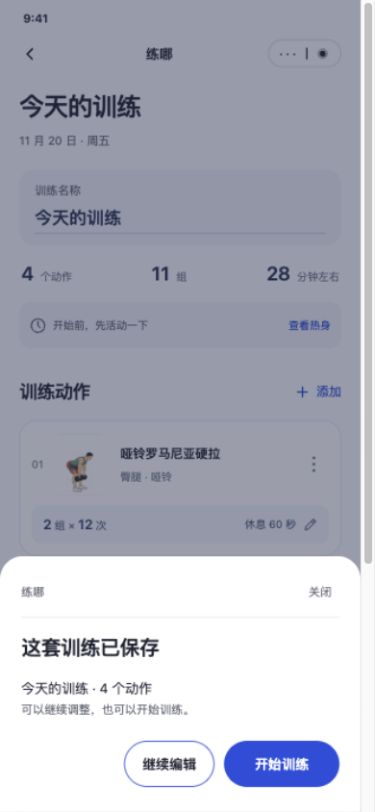 9:41
练哪
今天的训练
11 月 20 日 · 周五
训练名称
今天的训练
4 个动作 11 组 28 分钟左右
开始前，先活动一下 查看热身
训练动作 + 添加
01 哑铃罗马尼亚硬拉
臀腿 · 哑铃
2 组 × 12 次 休息 60 秒
练哪 关闭
这套训练已保存
今天的训练 · 4 个动作
可以继续调整，也可以开始训练。
继续编辑 开始训练